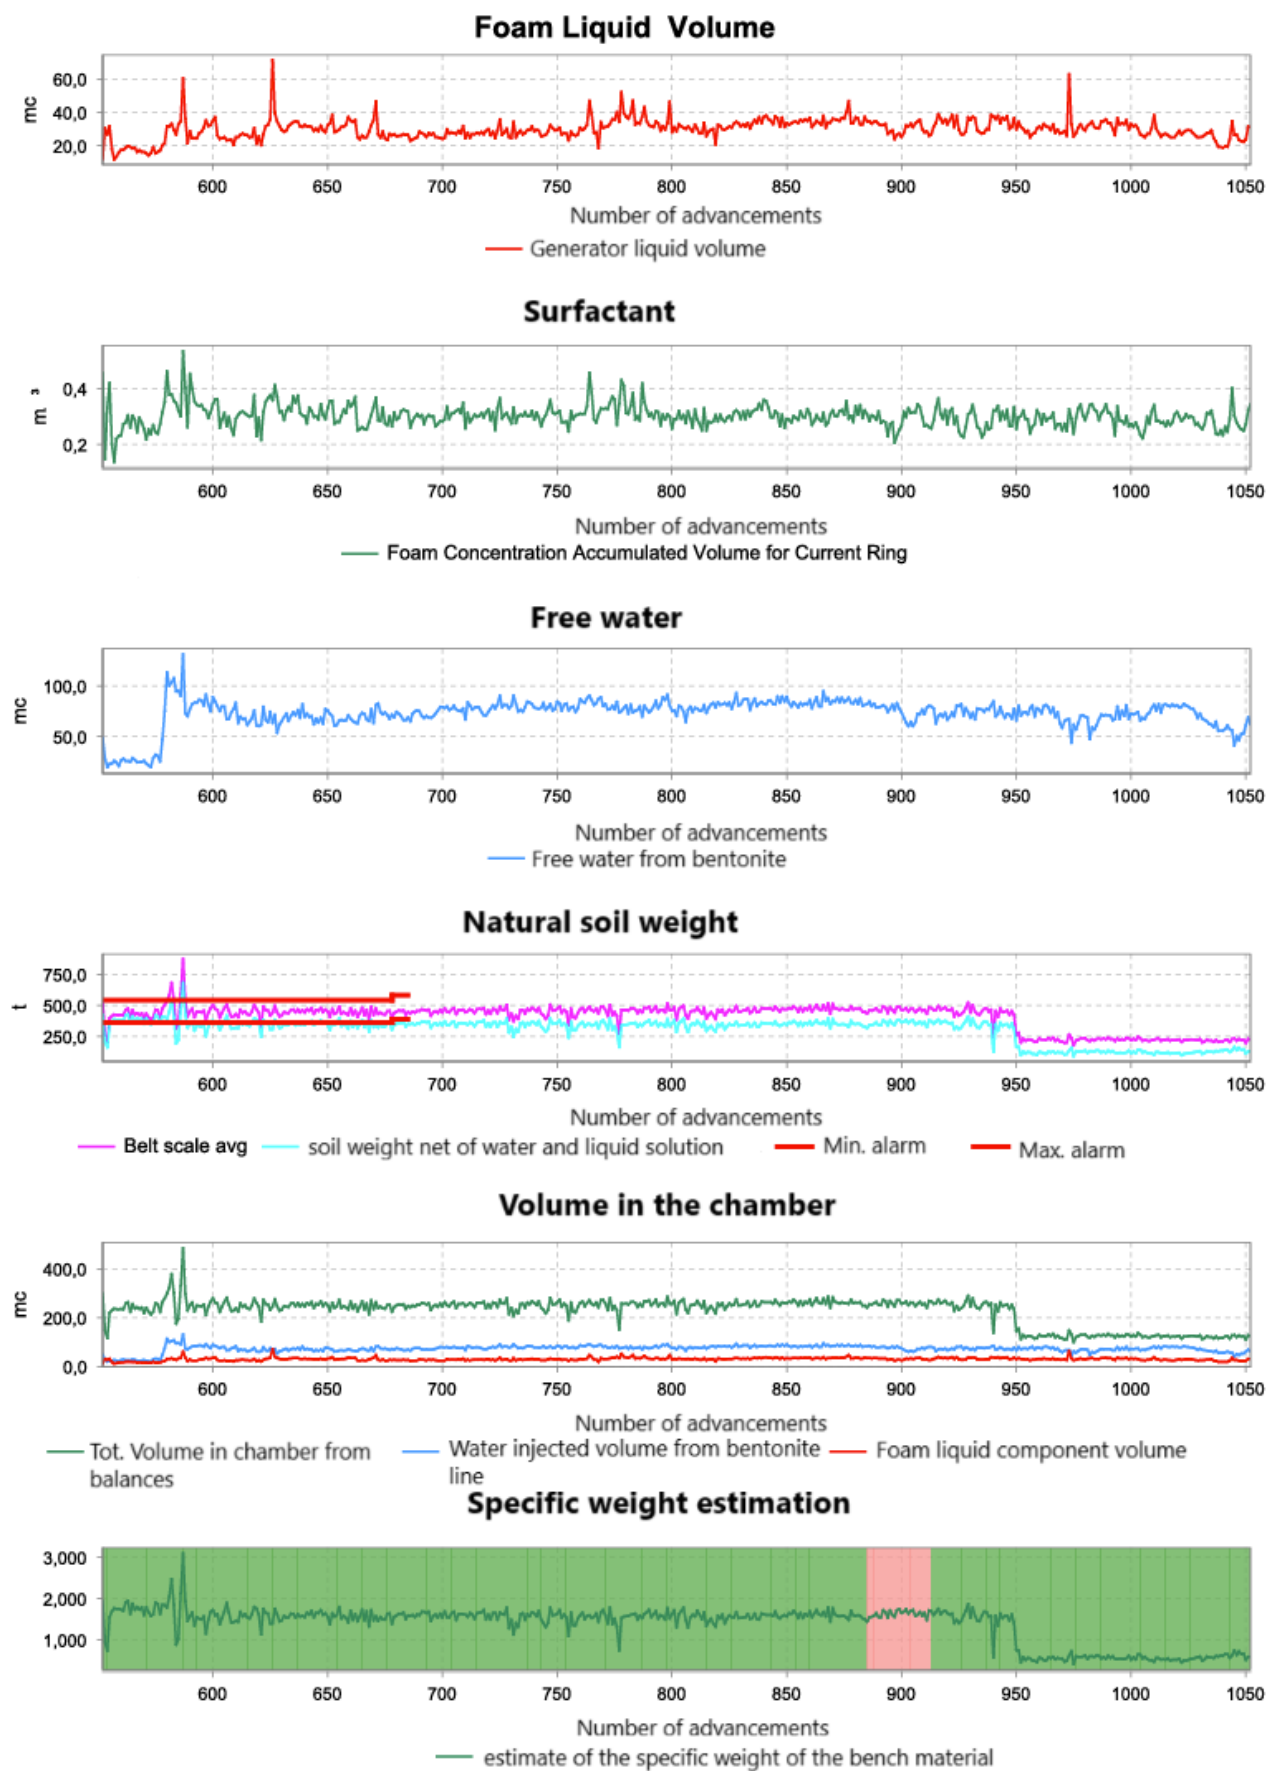 Foam Liquid Volume
60,0
40,0
20,0
mc
600 650 700 750 800 850 900 950 1000 1050
Number of advancements
Generator liquid volume
Surfactant
0,4
0,2
m ³
600 650 700 750 800 850 900 950 1000 1050
Number of advancements
Foam Concentration Accumulated Volume for Current Ring
Free water
100,0
50,0
mc
600 650 700 750 800 850 900 950 1000 1050
Number of advancements
Free water from bentonite
Natural soil weight
750,0
500,0
250,0
t
600 650 700 750 800 850 900 950 1000 1050
Number of advancements
Belt scale avg soil weight net of water and liquid solution Min. alarm Max. alarm
Volume in the chamber
400,0
200,0
0,0
mc
600 650 700 750 800 850 900 950 1000 1050
Number of advancements
Tot. Volume in chamber from
balances
Water injected volume from bentonite
line
Foam liquid component volume
Specific weight estimation
3,000
2,000
1,000
600 650 700 750 800 850 900 950 1000 1050
Number of advancements
estimate of the specific weight of the bench material